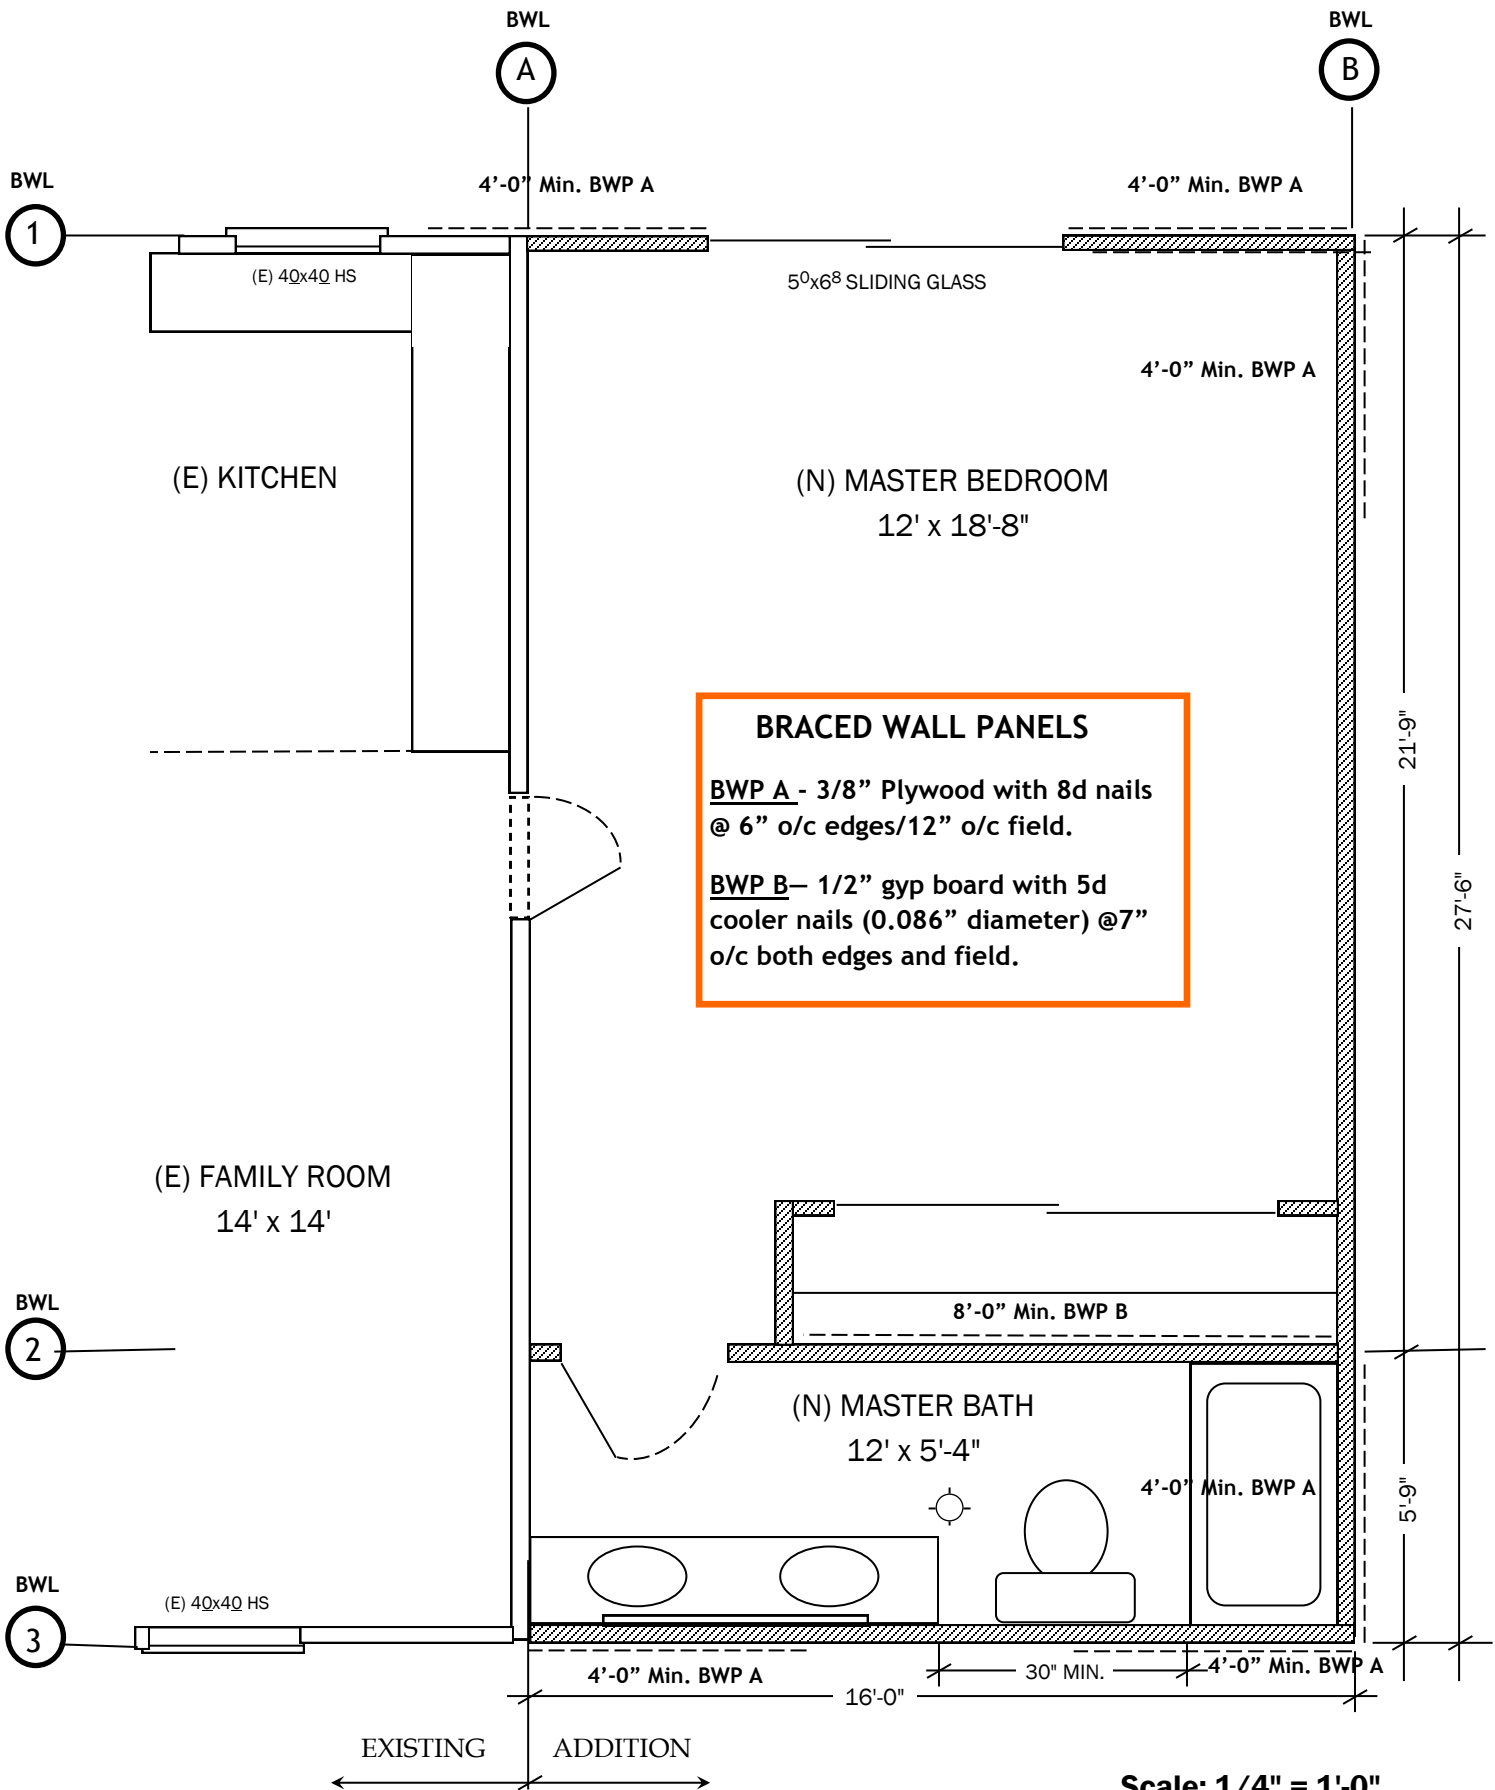 BWL
BWL
A
B
BWL
4’-0” Min. BWP A
4’-0” Min. BWP A
1
(E) 40x40 HS
5⁰x6⁸ SLIDING GLASS
4’-0” Min. BWP A
(E) KITCHEN
(N) MASTER BEDROOM
12' x 18'-8"
BRACED WALL PANELS
BWP A - 3/8” Plywood with 8d nails
@ 6” o/c edges/12” o/c field.
BWP B— 1/2” gyp board with 5d
cooler nails (0.086” diameter) @7”
o/c both edges and field.
21'-9"
27'-6"
(E) FAMILY ROOM
14' x 14'
BWL
2
8’-0” Min. BWP B
(N) MASTER BATH
12' x 5'-4"
4’-0” Min. BWP A
5'-9"
BWL
3
(E) 40x40 HS
4’-0” Min. BWP A
30" MIN.
4’-0” Min. BWP A
16'-0"
EXISTING
ADDITION
Scale: 1/4" = 1'-0"